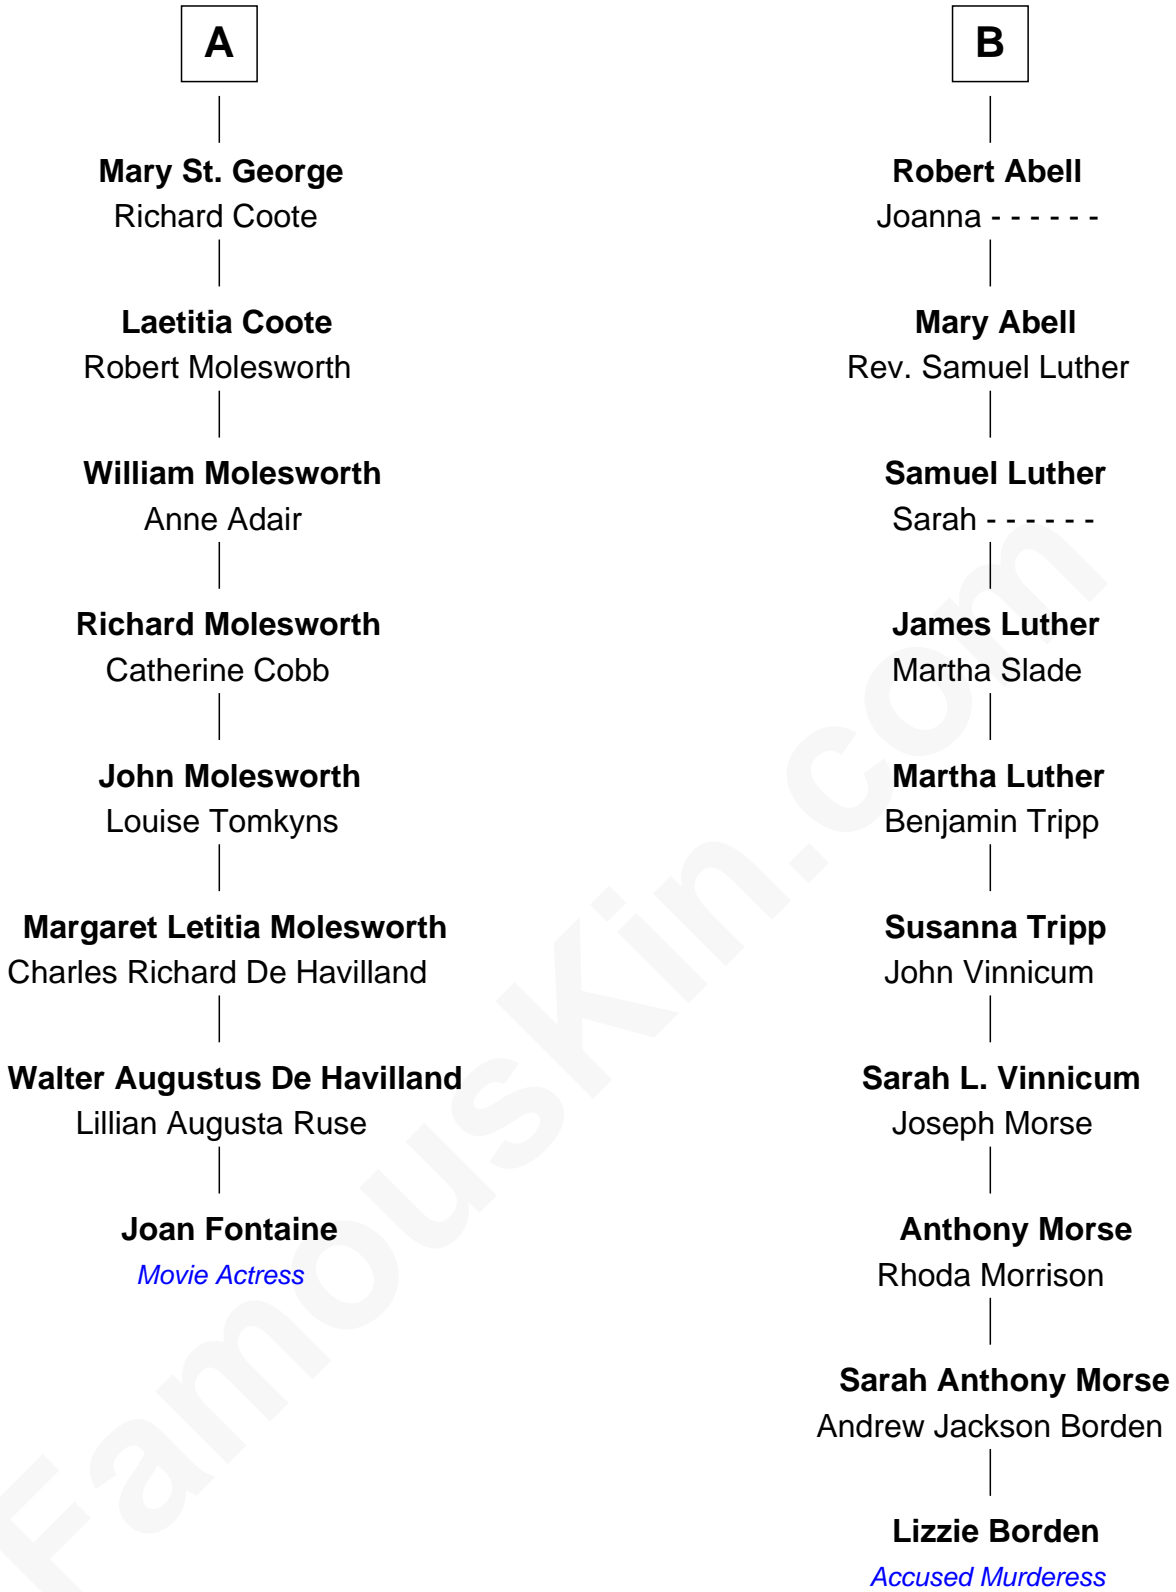 A
Mary St. George
Richard Coote
Laetitia Coote
Robert Molesworth
William Molesworth
Anne Adair
Richard Molesworth
Catherine Cobb
John Molesworth
Louise Tomkyns
Margaret Letitia Molesworth
Charles Richard De Havilland
Walter Augustus De Havilland
Lillian Augusta Ruse
Joan Fontaine
Movie Actress
B
Robert Abell
Joanna - - - - - -
Mary Abell
Rev. Samuel Luther
Samuel Luther
Sarah - - - - - -
James Luther
Martha Slade
Martha Luther
Benjamin Tripp
Susanna Tripp
John Vinnicum
Sarah L. Vinnicum
Joseph Morse
Anthony Morse
Rhoda Morrison
Sarah Anthony Morse
Andrew Jackson Borden
Lizzie Borden
Accused Murderess
FamousKin.com